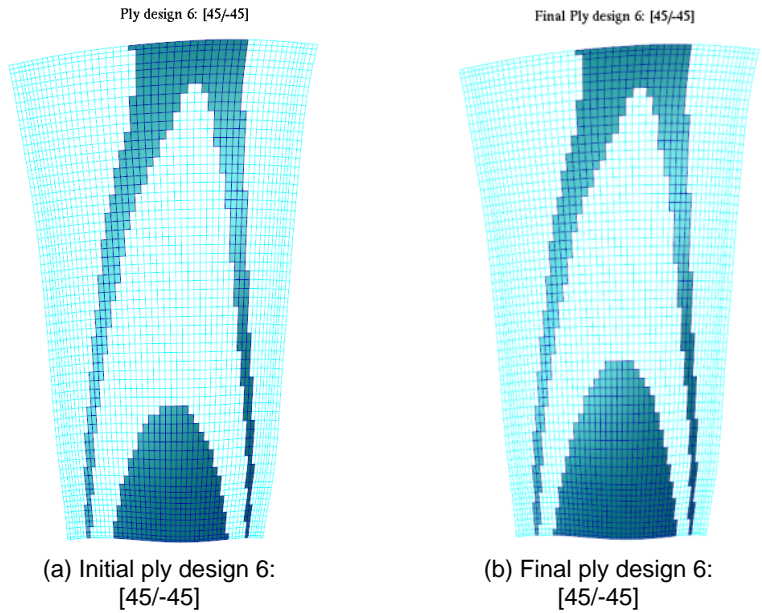 Ply design 6: [45/-45]
Final Ply design 6: [45/-45]
(a) Initial ply design 6:
[45/-45]
(b) Final ply design 6:
[45/-45]